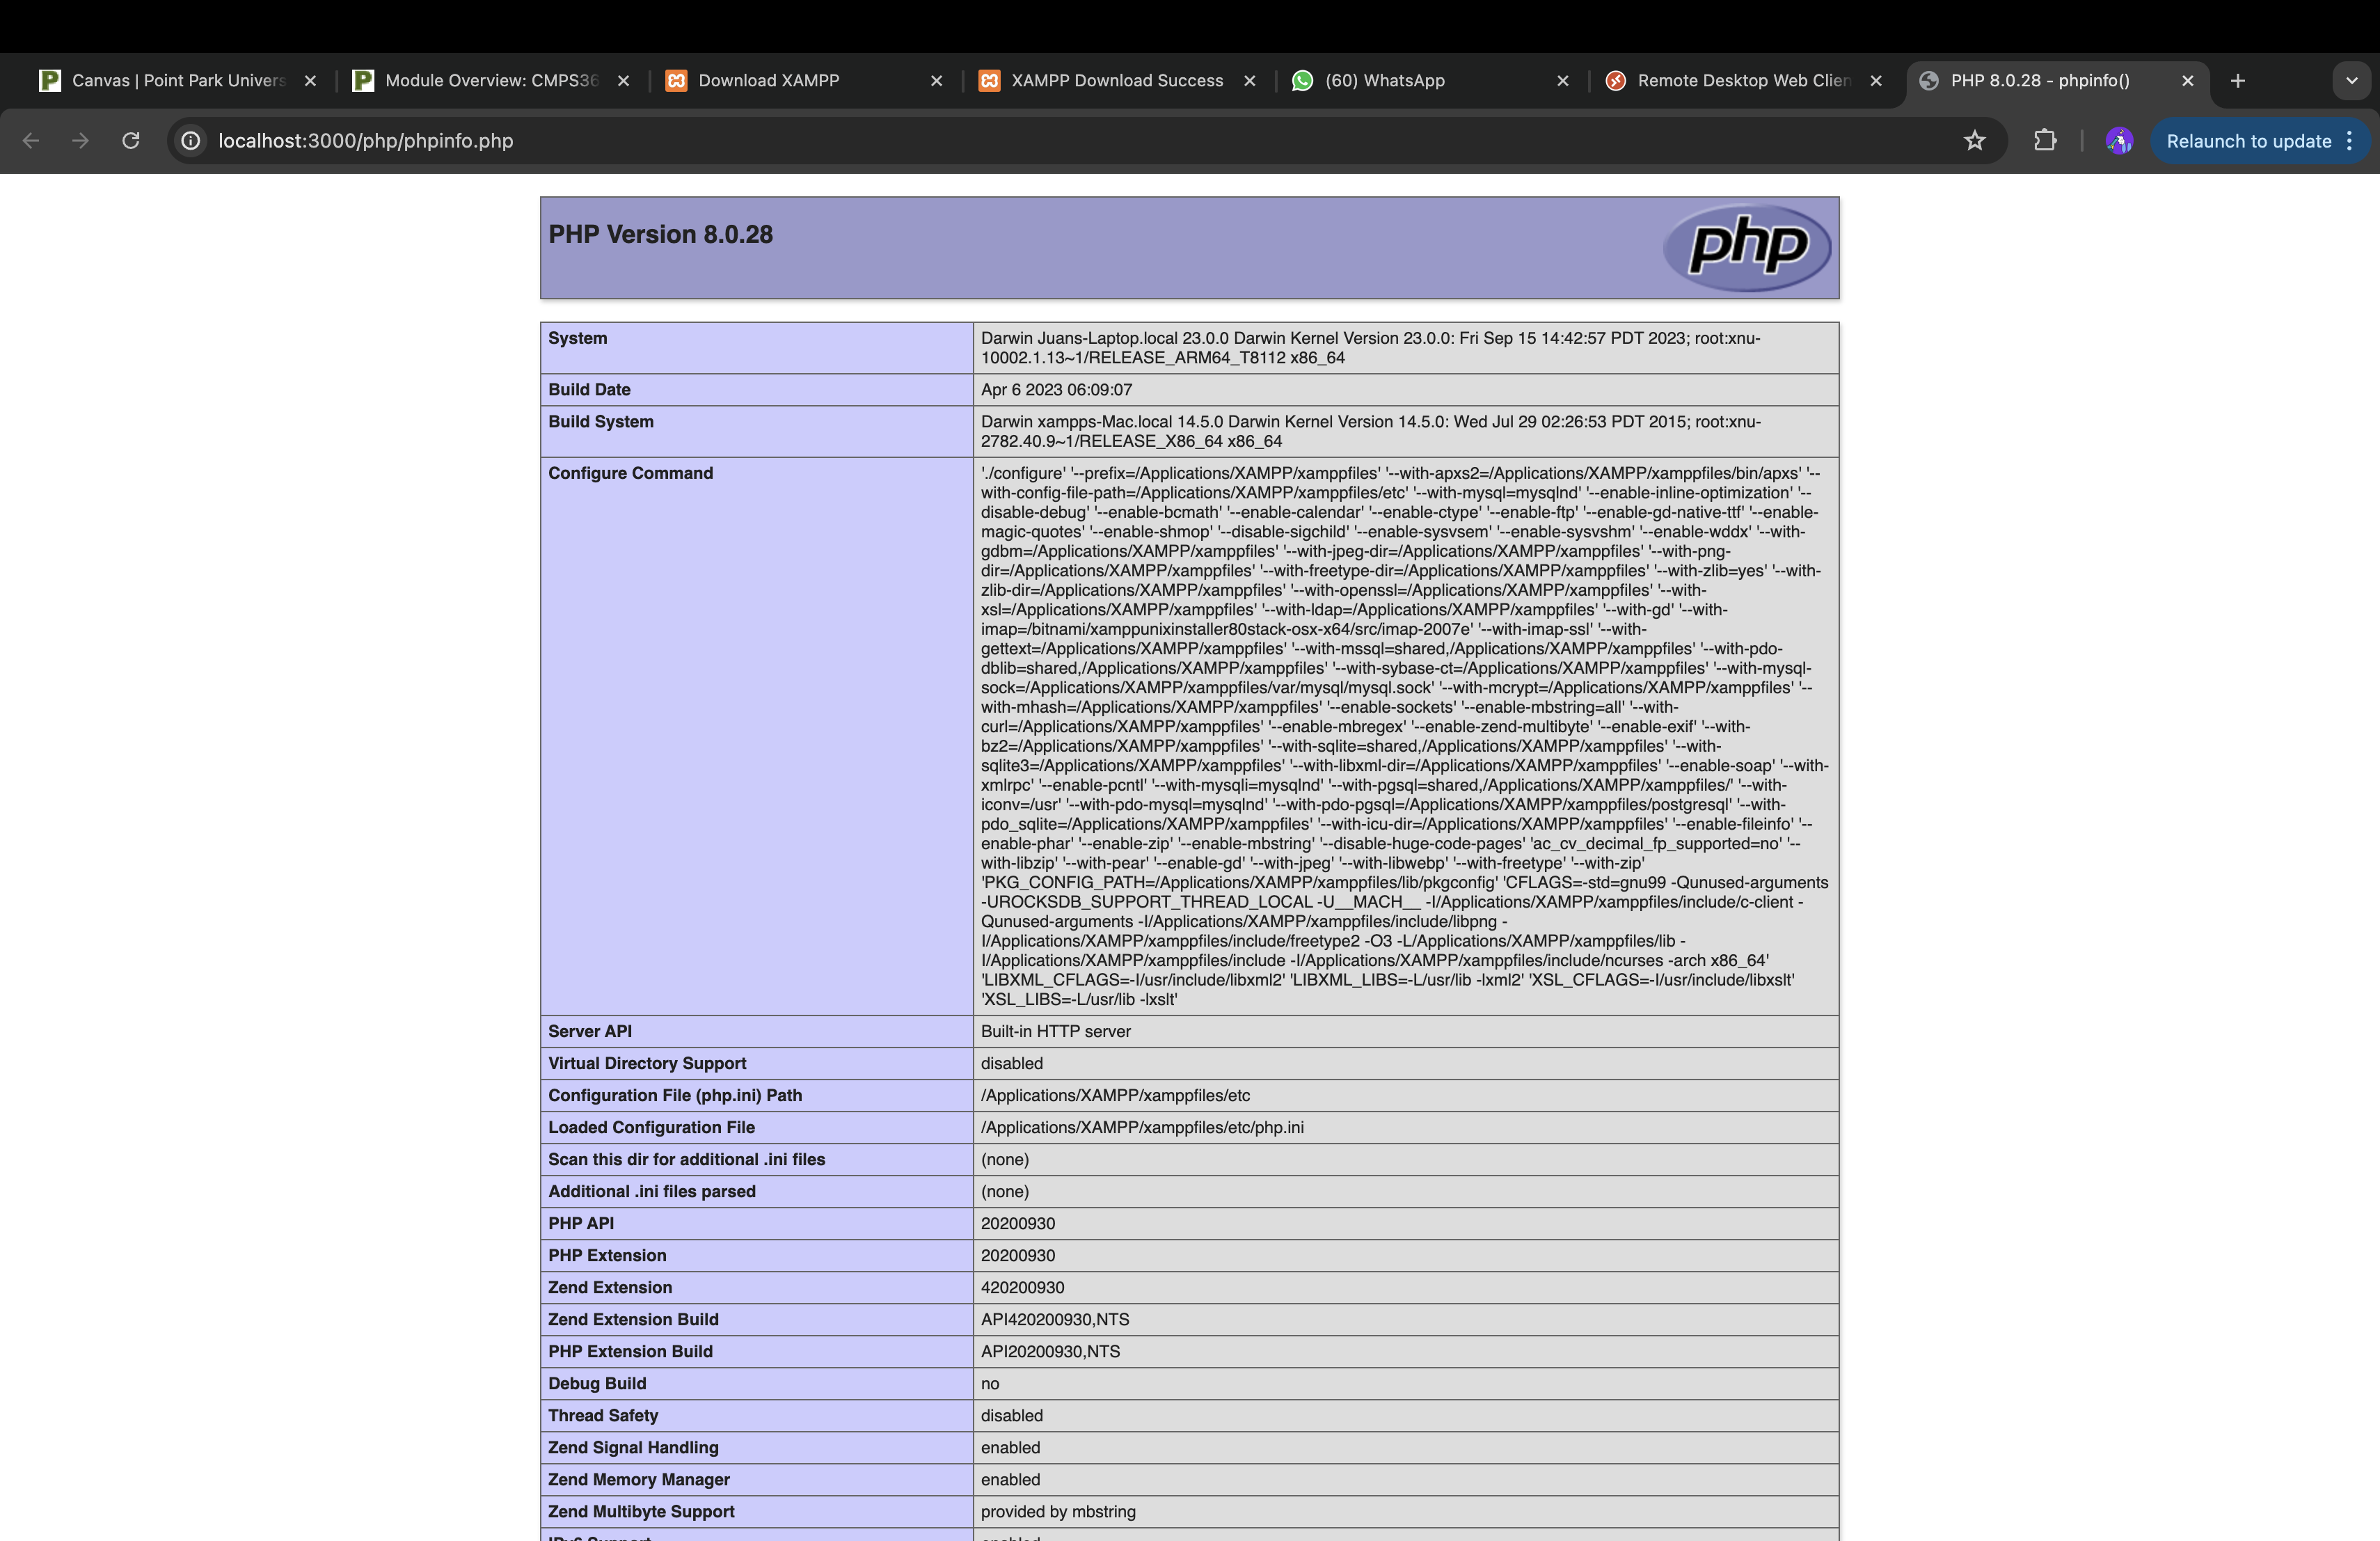 Canvas | Point Park Univers
Module Overview: CMPS36
Download XAMPP
XAMPP Download Success
(60) WhatsApp
Remote Desktop Web Clien
PHP 8.0.28 - phpinfo()
localhost:3000/php/phpinfo.php
Relaunch to update
PHP Version 8.0.28
php
System
Darwin Juans-Laptop.local 23.0.0 Darwin Kernel Version 23.0.0: Fri Sep 15 14:42:57 PDT 2023; root:xnu-
10002.1.13~1/RELEASE_ARM64_T8112 x86_64
Build Date
Apr 6 2023 06:09:07
Build System
Darwin xampps-Mac.local 14.5.0 Darwin Kernel Version 14.5.0: Wed Jul 29 02:26:53 PDT 2015; root:xnu-
2782.40.9~1/RELEASE_X86_64 x86_64
Configure Command
'./configure' '--prefix=/Applications/XAMPP/xamppfiles' '--with-apxs2=/Applications/XAMPP/xamppfiles/bin/apxs' '--
with-config-file-path=/Applications/XAMPP/xamppfiles/etc' '--with-mysql=mysqlnd' '--enable-inline-optimization' '--
disable-debug' '--enable-bcmath' '--enable-calendar' '--enable-ctype' '--enable-ftp' '--enable-gd-native-ttf' '--enable-
magic-quotes' '--enable-shmop' '--disable-sigchild' '--enable-sysvsem' '--enable-sysvshm' '--enable-wddx' '--with-
gdbm=/Applications/XAMPP/xamppfiles' '--with-jpeg-dir=/Applications/XAMPP/xamppfiles' '--with-png-
dir=/Applications/XAMPP/xamppfiles' '--with-freetype-dir=/Applications/XAMPP/xamppfiles' '--with-zlib=yes' '--with-
zlib-dir=/Applications/XAMPP/xamppfiles' '--with-openssl=/Applications/XAMPP/xamppfiles' '--with-
xsl=/Applications/XAMPP/xamppfiles' '--with-ldap=/Applications/XAMPP/xamppfiles' '--with-gd' '--with-
imap=/bitnami/xamppunixinstaller80stack-osx-x64/src/imap-2007e' '--with-imap-ssl' '--with-
gettext=/Applications/XAMPP/xamppfiles' '--with-mssql=shared,/Applications/XAMPP/xamppfiles' '--with-pdo-
dblib=shared,/Applications/XAMPP/xamppfiles' '--with-sybase-ct=/Applications/XAMPP/xamppfiles' '--with-mysql-
sock=/Applications/XAMPP/xamppfiles/var/mysql/mysql.sock' '--with-mcrypt=/Applications/XAMPP/xamppfiles' '--
with-mhash=/Applications/XAMPP/xamppfiles' '--enable-sockets' '--enable-mbstring=all' '--with-
curl=/Applications/XAMPP/xamppfiles' '--enable-mbregex' '--enable-zend-multibyte' '--enable-exif' '--with-
bz2=/Applications/XAMPP/xamppfiles' '--with-sqlite=shared,/Applications/XAMPP/xamppfiles' '--with-
sqlite3=/Applications/XAMPP/xamppfiles' '--with-libxml-dir=/Applications/XAMPP/xamppfiles' '--enable-soap' '--with-
xmlrpc' '--enable-pcntl' '--with-mysqli=mysqlnd' '--with-pgsql=shared,/Applications/XAMPP/xamppfiles/' '--with-
iconv=/usr' '--with-pdo-mysql=mysqlnd' '--with-pdo-pgsql=/Applications/XAMPP/xamppfiles/postgresql' '--with-
pdo_sqlite=/Applications/XAMPP/xamppfiles' '--with-icu-dir=/Applications/XAMPP/xamppfiles' '--enable-fileinfo' '--
enable-phar' '--enable-zip' '--enable-mbstring' '--disable-huge-code-pages' 'ac_cv_decimal_fp_supported=no' '--
with-libzip' '--with-pear' '--enable-gd' '--with-jpeg' '--with-libwebp' '--with-freetype' '--with-zip'
'PKG_CONFIG_PATH=/Applications/XAMPP/xamppfiles/lib/pkgconfig' 'CFLAGS=-std=gnu99 -Qunused-arguments
-UROCKSDB_SUPPORT_THREAD_LOCAL -U__MACH__ -I/Applications/XAMPP/xamppfiles/include/c-client -
Qunused-arguments -I/Applications/XAMPP/xamppfiles/include/libpng -
I/Applications/XAMPP/xamppfiles/include/freetype2 -O3 -L/Applications/XAMPP/xamppfiles/lib -
I/Applications/XAMPP/xamppfiles/include -I/Applications/XAMPP/xamppfiles/include/ncurses -arch x86_64'
'LIBXML_CFLAGS=-I/usr/include/libxml2' 'LIBXML_LIBS=-L/usr/lib -lxml2' 'XSL_CFLAGS=-I/usr/include/libxslt'
'XSL_LIBS=-L/usr/lib -lxslt'
Server API
Built-in HTTP server
Virtual Directory Support
disabled
Configuration File (php.ini) Path
/Applications/XAMPP/xamppfiles/etc
Loaded Configuration File
/Applications/XAMPP/xamppfiles/etc/php.ini
Scan this dir for additional .ini files
(none)
Additional .ini files parsed
(none)
PHP API
20200930
PHP Extension
20200930
Zend Extension
420200930
Zend Extension Build
API420200930,NTS
PHP Extension Build
API20200930,NTS
Debug Build
no
Thread Safety
disabled
Zend Signal Handling
enabled
Zend Memory Manager
enabled
Zend Multibyte Support
provided by mbstring